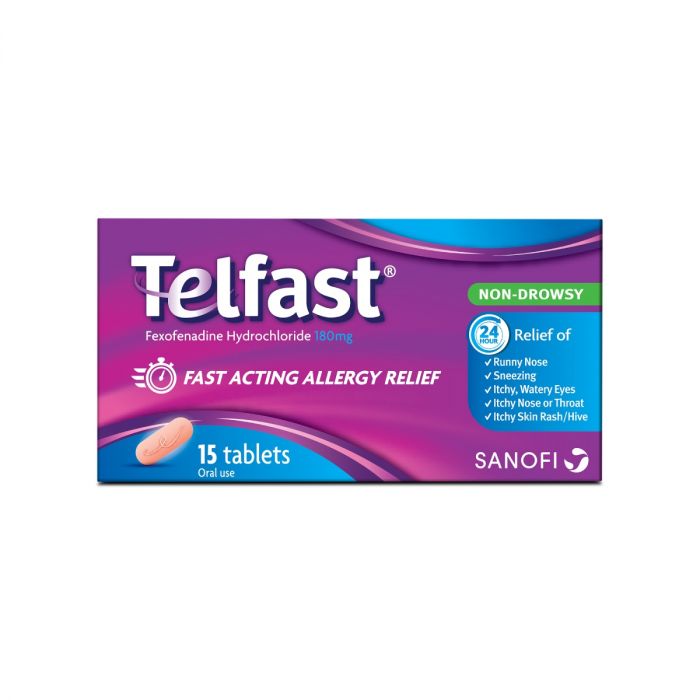 Telfast®
Fexofenadine Hydrochloride 180mg
FAST ACTING ALLERGY RELIEF
15 tablets
Oral use
NON-DROWSY
24
HOUR
Relief of
✓ Runny Nose
✓ Sneezing
✓ Itchy, Watery Eyes
✓ Itchy Nose or Throat
✓ Itchy Skin Rash/Hive
SANOFI